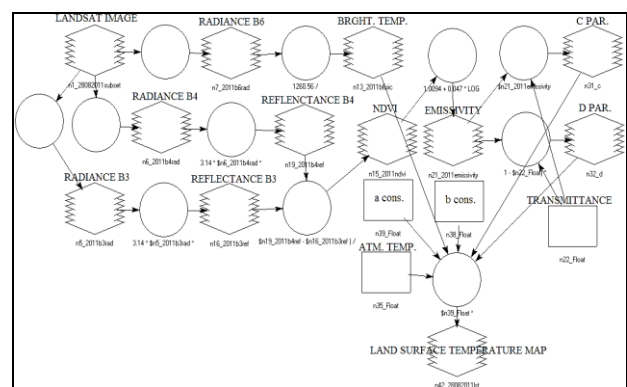 LANDSAT IMAGE
n1_28082011subset
RADIANCE B6
n7_2011b6rad
1260.56 /
BRGHT. TEMP.
1.0094 + 0.047 * LOG
$n21_2011emissivity
C PAR.
n31_c
RADIANCE B4
n6_2011b4rad
3.14 * $n6_2011b4rad *
REFLENCTANCE B4
n19_2011b4ref
NDVI
n15_2011ndvi
EMISSIVITY
n21_2011emissivity
1 - $n22_Float
D PAR.
n32_d
RADIANCE B3
n5_2011b3rad
3.14 * $n5_2011b3rad *
REFLECTANCE B3
n16_2011b3ref
$n19_2011b4ref - $n16_2011b3ref ) /
a cons.
n39_Float
b cons.
n38_Float
TRANSMITTANCE
n22_Float
ATM. TEMP.
n35_Float
$n39_Float *
LAND SURFACE TEMPERATURE MAP